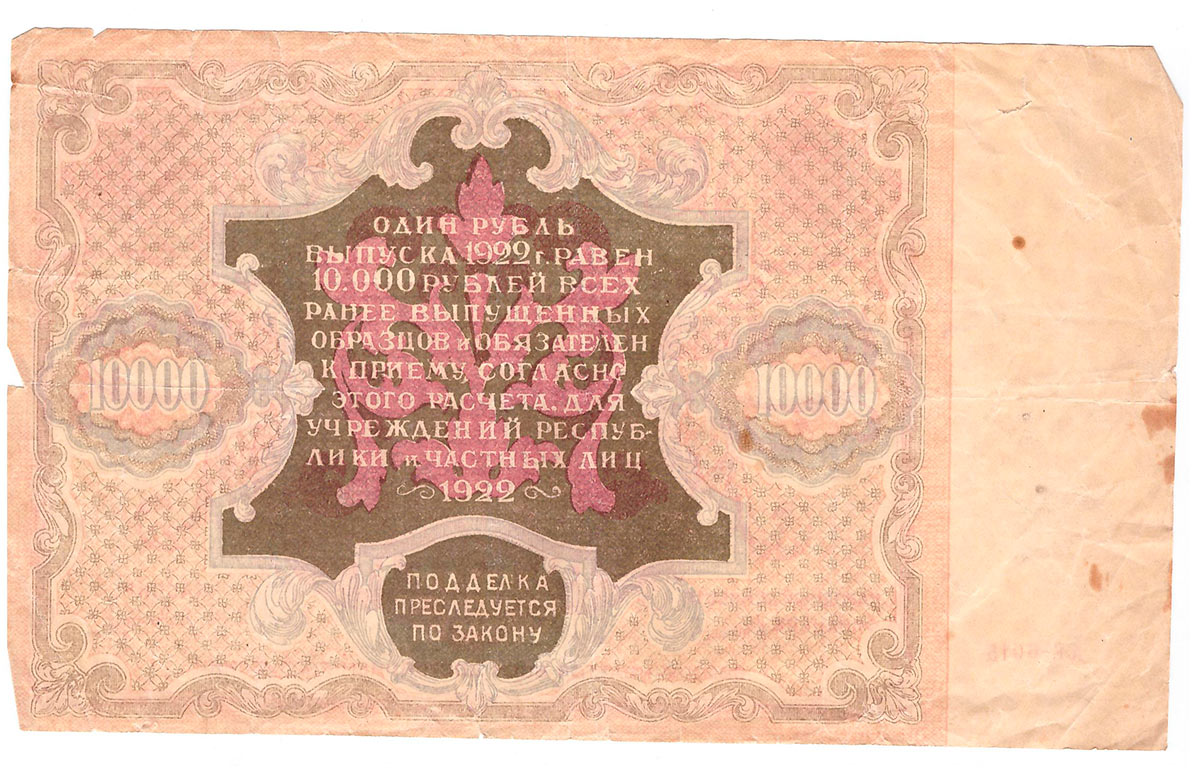 ОДИН РУБЛЬ
ВЫПУСКА 1922 г. РАВЕН
10.000 РУБЛЕЙ ВСЕХ
РАНЕЕ ВЫПУЩЕННЫХ
ОБРАЗЦОВ и ОБЯЗАТЕЛЕН
К ПРИЕМУ, СОГЛАСНО
ЭТОГО РАСЧЕТА, ДЛЯ
УЧРЕЖДЕНИЙ РЕСПУБ-
ЛИКИ и ЧАСТНЫХ ЛИЦ
1922
10000
10000
ПОДДЕЛКА
ПРЕСЛЕДУЕТСЯ
ПО ЗАКОНУ